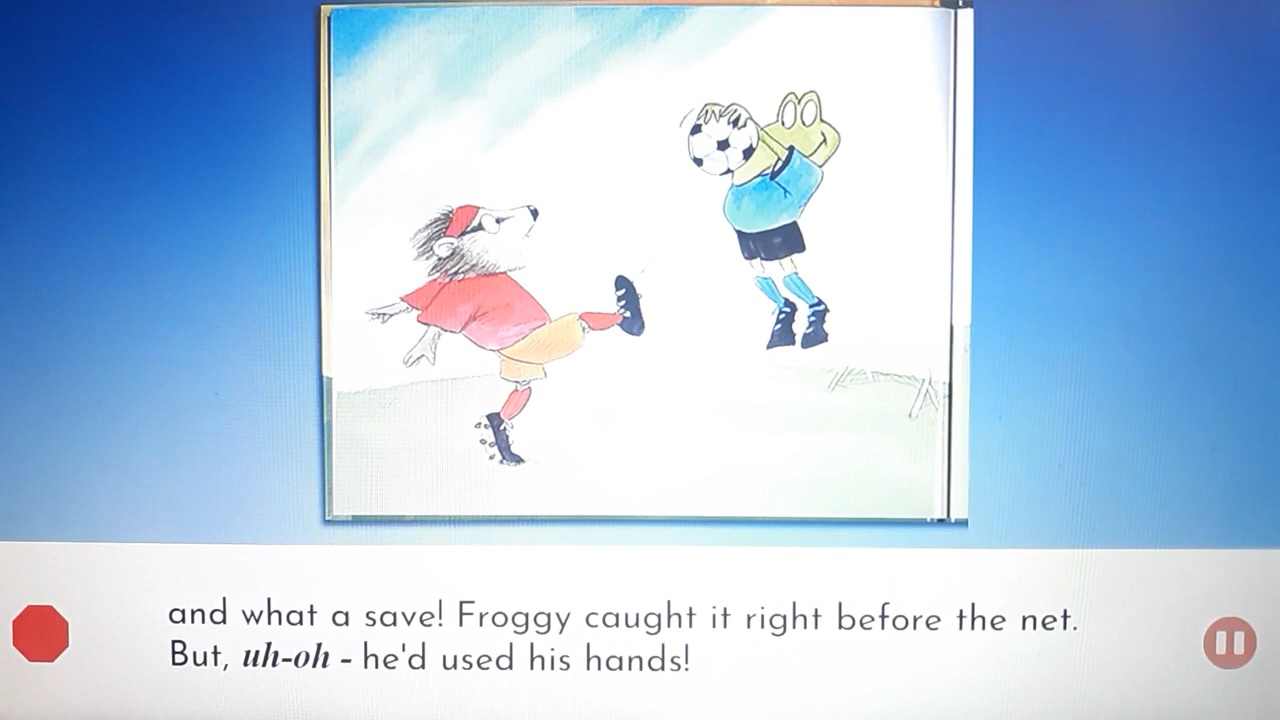 and what a save! Froggy caught it right before the net.
But, uh-oh - he'd used his hands!